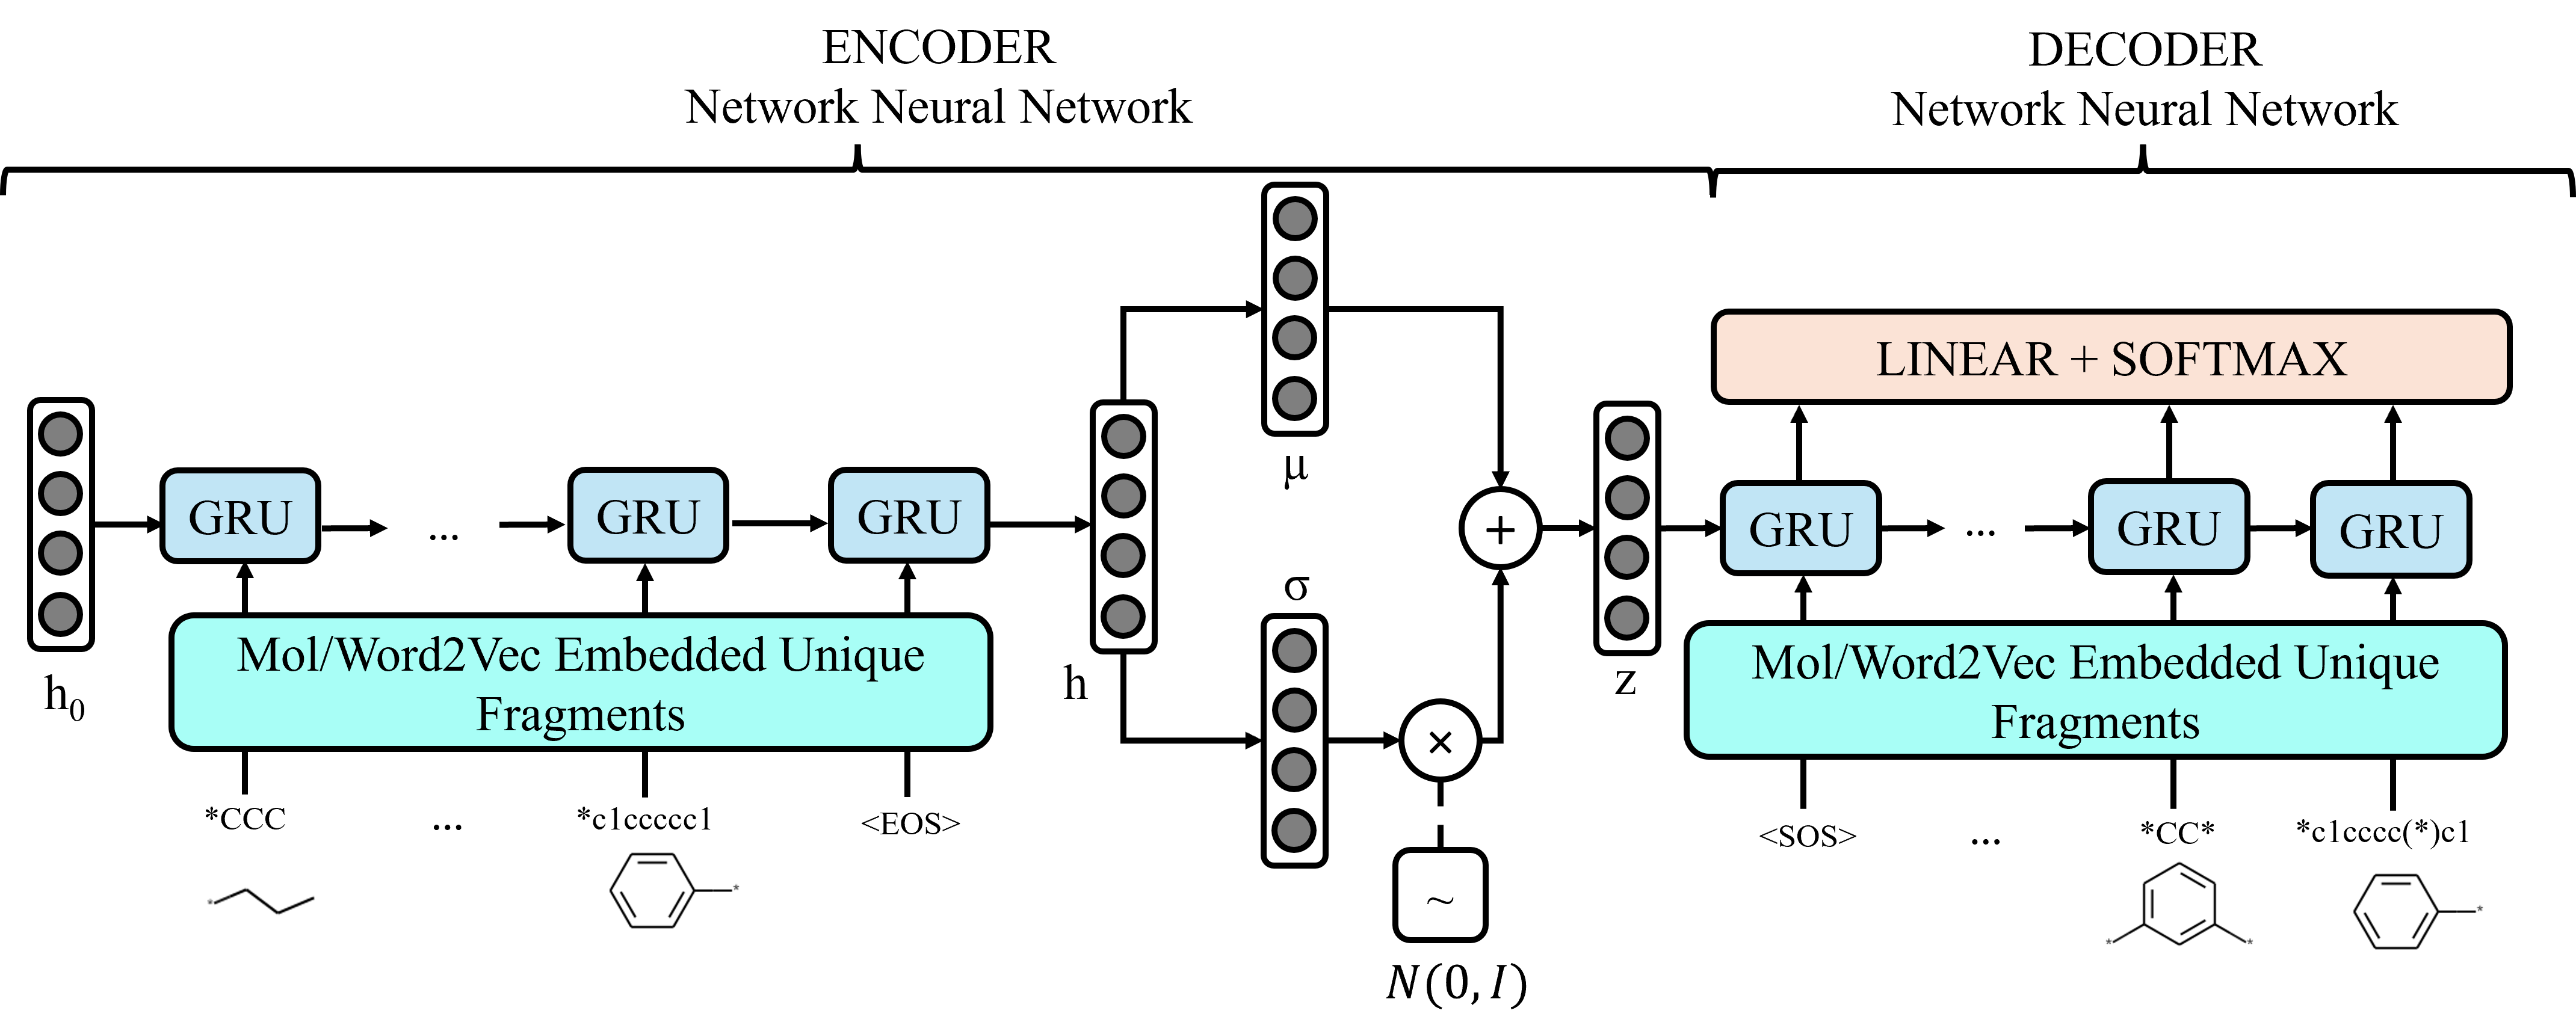 ENCODER
Network Neural Network
DECODER
Network Neural Network
μ
LINEAR + SOFTMAX
GRU
...
GRU
GRU
+
GRU
...
GRU
GRU
σ
h₀
Mol/Word2Vec Embedded Unique
Fragments
h
×
z
Mol/Word2Vec Embedded Unique
Fragments
*CCC
...
*c1ccccc1
<EOS>
<SOS>
...
*CC*
*c1cccc(*)c1
*
*
~
*
*
*
N(0, I)